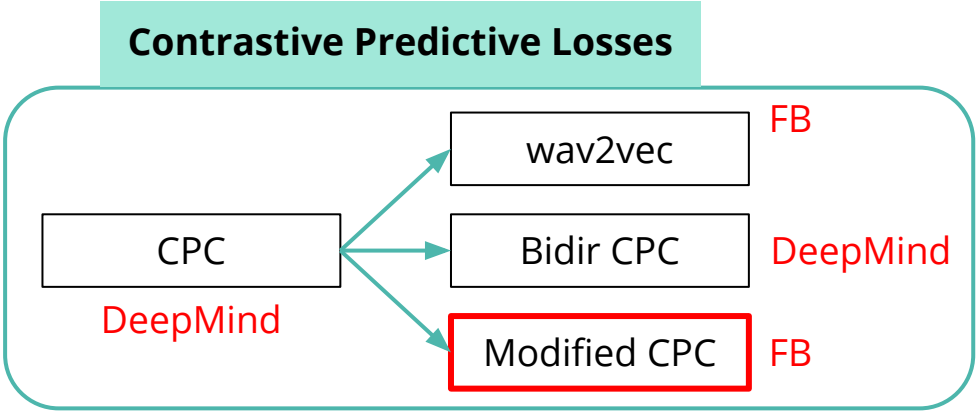 Contrastive Predictive Losses
FB
wav2vec
CPC
Bidir CPC
DeepMind
DeepMind
Modified CPC
FB